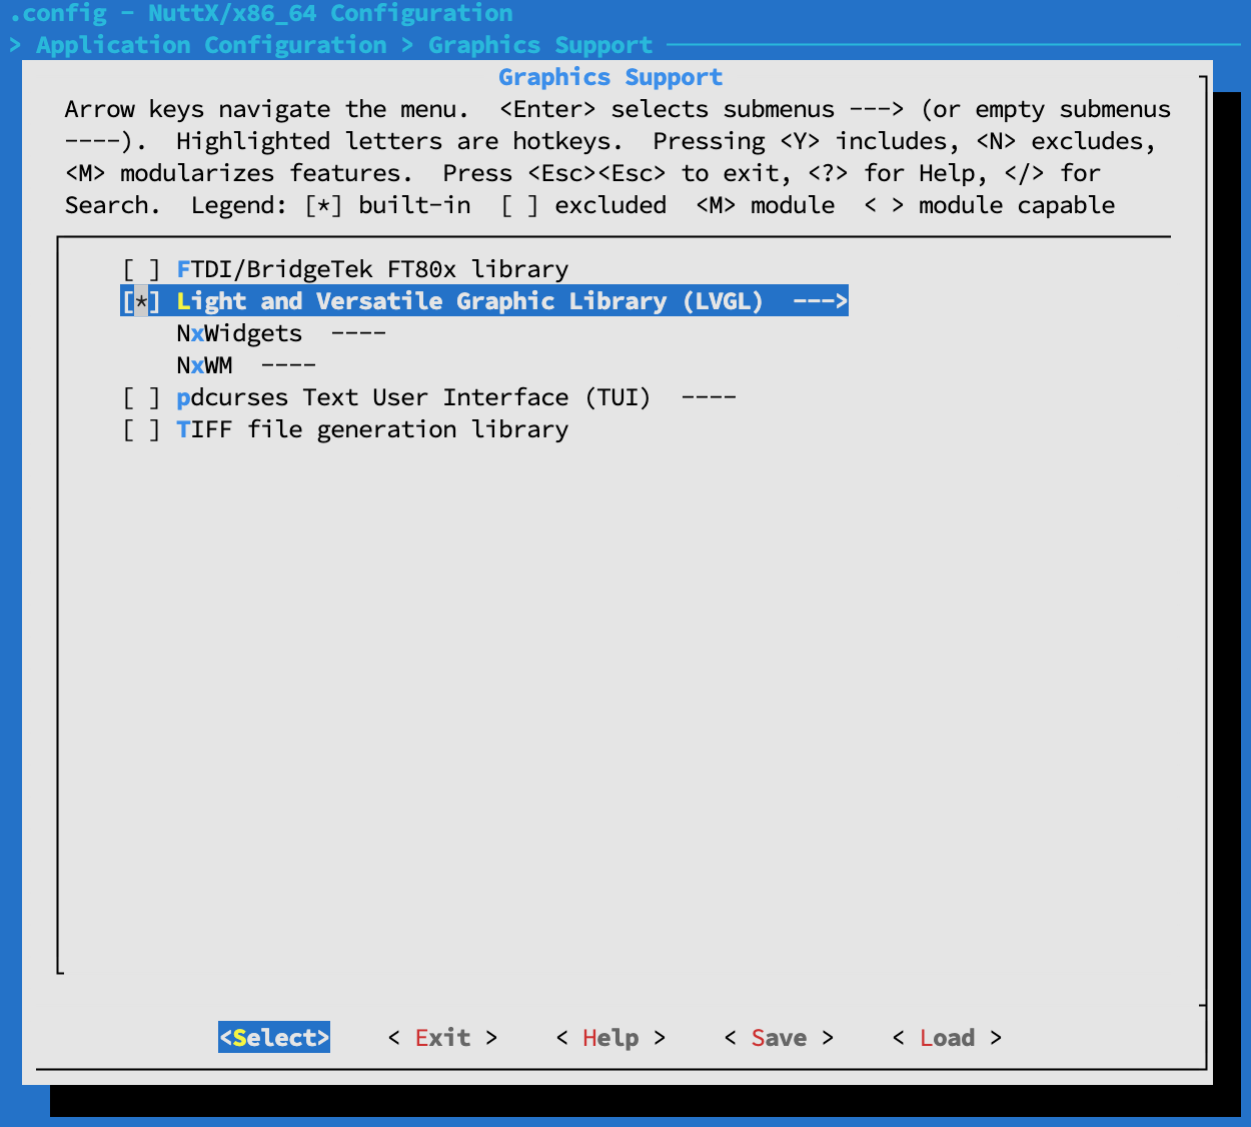 .config - NuttX/x86_64 Configuration
> Application Configuration > Graphics Support
Graphics Support
Arrow keys navigate the menu.  <Enter> selects submenus ---> (or empty submenus
----).  Highlighted letters are hotkeys.  Pressing <Y> includes, <N> excludes,
<M> modularizes features.  Press <Esc><Esc> to exit, <?> for Help, </> for
Search.  Legend: [*] built-in  [ ] excluded  <M> module  < > module capable
[ ] FTDI/BridgeTek FT80x library
[*] Light and Versatile Graphic Library (LVGL)  --->
NxWidgets  ----
NxWM  ----
[ ] pdcurses Text User Interface (TUI)  ----
[ ] TIFF file generation library
<Select>    < Exit >    < Help >    < Save >    < Load >